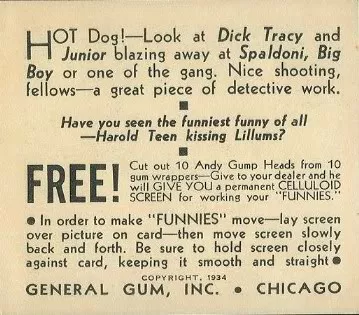 HOT Dog!—Look at Dick Tracy and
Junior blazing away at Spaldoni, Big
Boy or one of the gang. Nice shooting,
fellows—a great piece of detective work.
Have you seen the funniest funny of all
—Harold Teen kissing Lillums?
FREE!
Cut out 10 Andy Gump Heads from 10
gum wrappers—Give to your dealer and he
will GIVE YOU a permanent CELLULOID
SCREEN for working your "FUNNIES."
• In order to make "FUNNIES" move—lay screen
over picture on card—then move screen slowly
back and forth. Be sure to hold screen closely
against card, keeping it smooth and straight •
COPYRIGHT, 1934
GENERAL GUM, INC. • CHICAGO